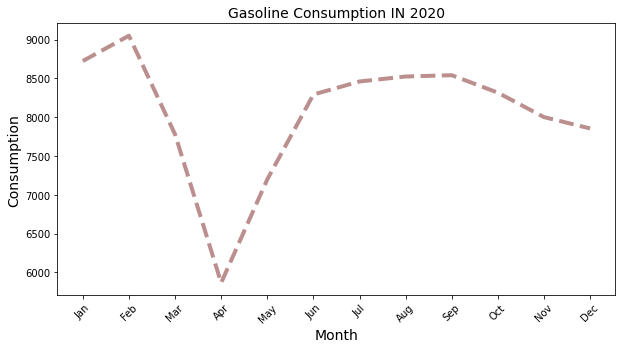 Gasoline Consumption IN 2020
Consumption
9000
8500
8000
7500
7000
6500
6000
Jan
Feb
Mar
Apr
May
Jun
Jul
Aug
Sep
Oct
Nov
Dec
Month